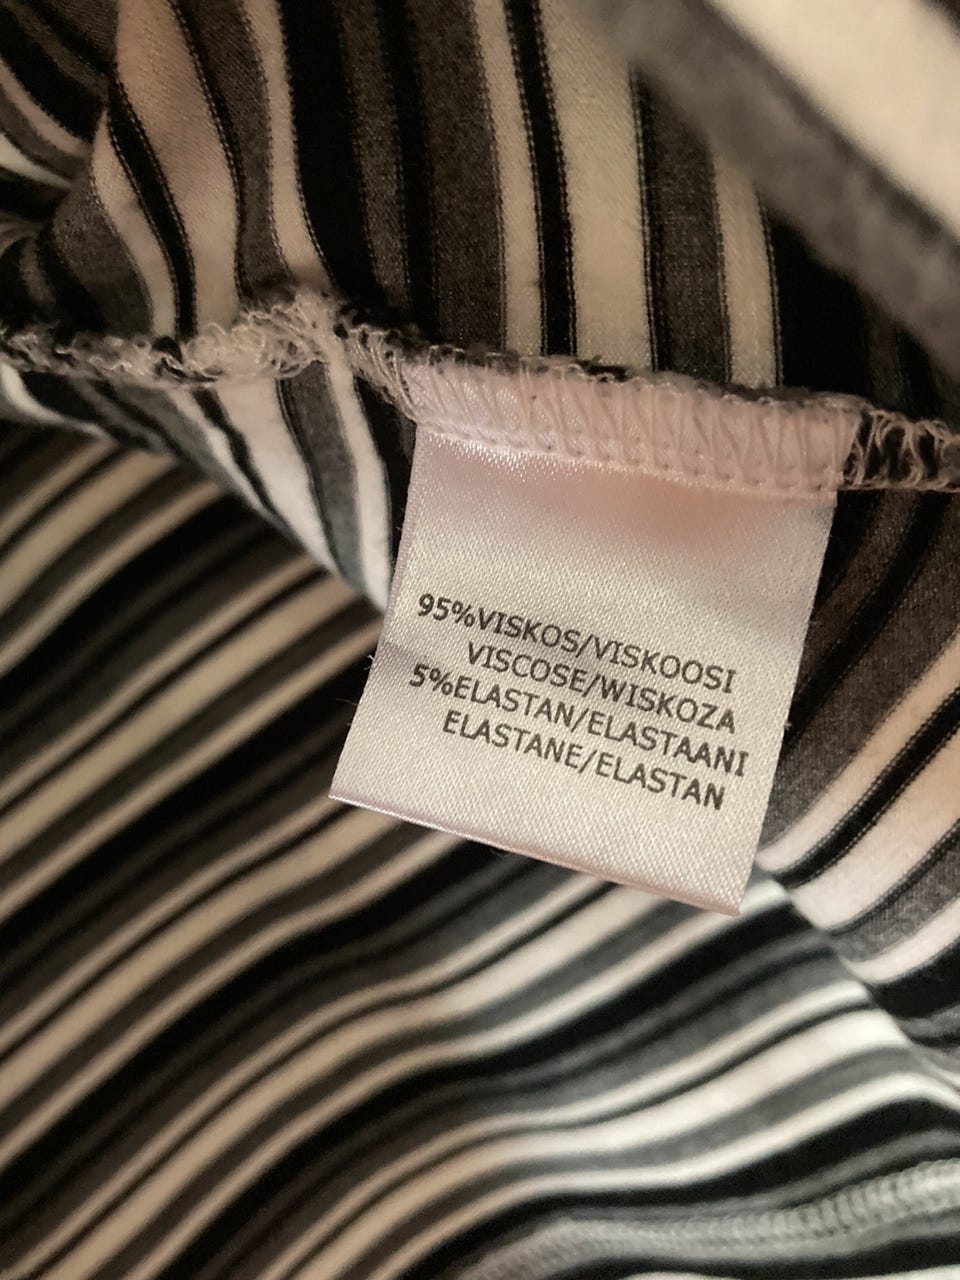 95%VISKOS/VISKOOSI
VISCOSE/WISKOZA
5%ELASTAN/ELASTAANI
ELASTANE/ELASTAN